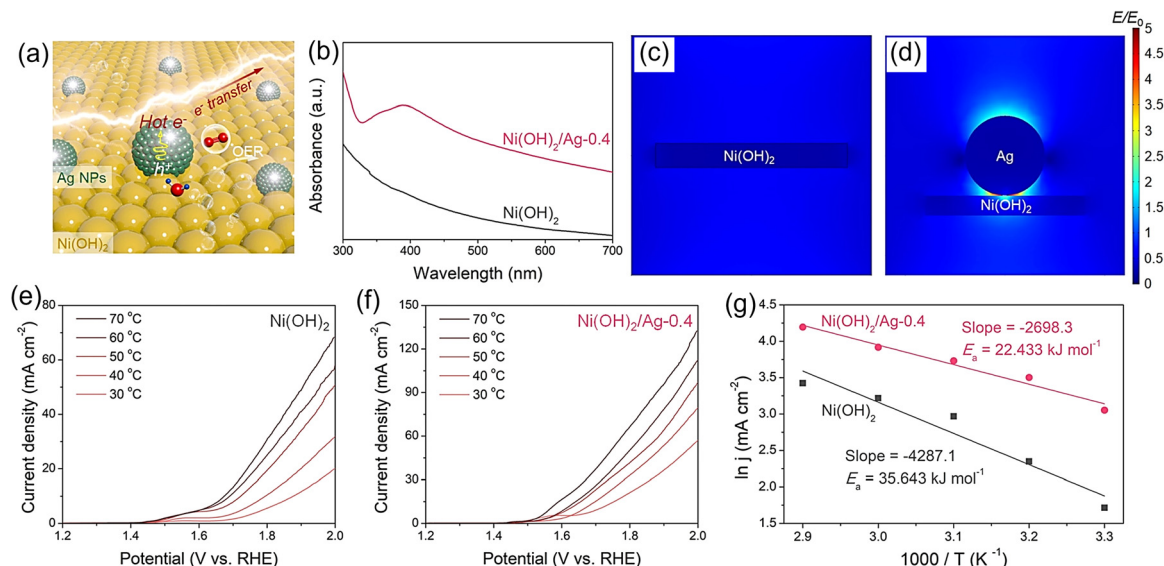 (a)
Hot e⁻ e⁻ transfer
OER
h⁺
Ag NPs
Ni(OH)₂
(b)
Absorbance (a.u.)
Ni(OH)₂/Ag-0.4
Ni(OH)₂
300 400 500 600 700
Wavelength (nm)
(c)
Ni(OH)₂
(d)
Ag
Ni(OH)₂
E/E₀
5
4.5
4
3.5
3
2.5
2
1.5
1
0.5
0
(e)
Current density (mA cm⁻²)
80
60
40
20
0
70 °C
60 °C
50 °C
40 °C
30 °C
Ni(OH)₂
1.2 1.4 1.6 1.8 2.0
Potential (V vs. RHE)
(f)
Current density (mA cm⁻²)
150
120
90
60
30
0
70 °C
60 °C
50 °C
40 °C
30 °C
Ni(OH)₂/Ag-0.4
1.2 1.4 1.6 1.8 2.0
Potential (V vs. RHE)
(g)
ln j (mA cm⁻²)
4.5
4.0
3.5
3.0
2.5
2.0
1.5
Ni(OH)₂/Ag-0.4
Slope = -2698.3
Eₐ = 22.433 kJ mol⁻¹
Ni(OH)₂
Slope = -4287.1
Eₐ = 35.643 kJ mol⁻¹
2.9 3.0 3.1 3.2 3.3
1000 / T (K⁻¹)